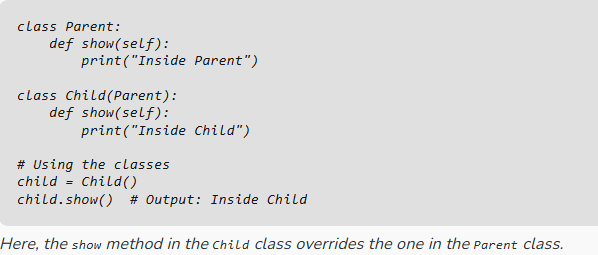 class Parent:
    def show(self):
        print("Inside Parent")
class Child(Parent):
    def show(self):
        print("Inside Child")
# Using the classes
child = Child()
child.show()  # Output: Inside Child
Here, the show method in the Child class overrides the one in the Parent class.